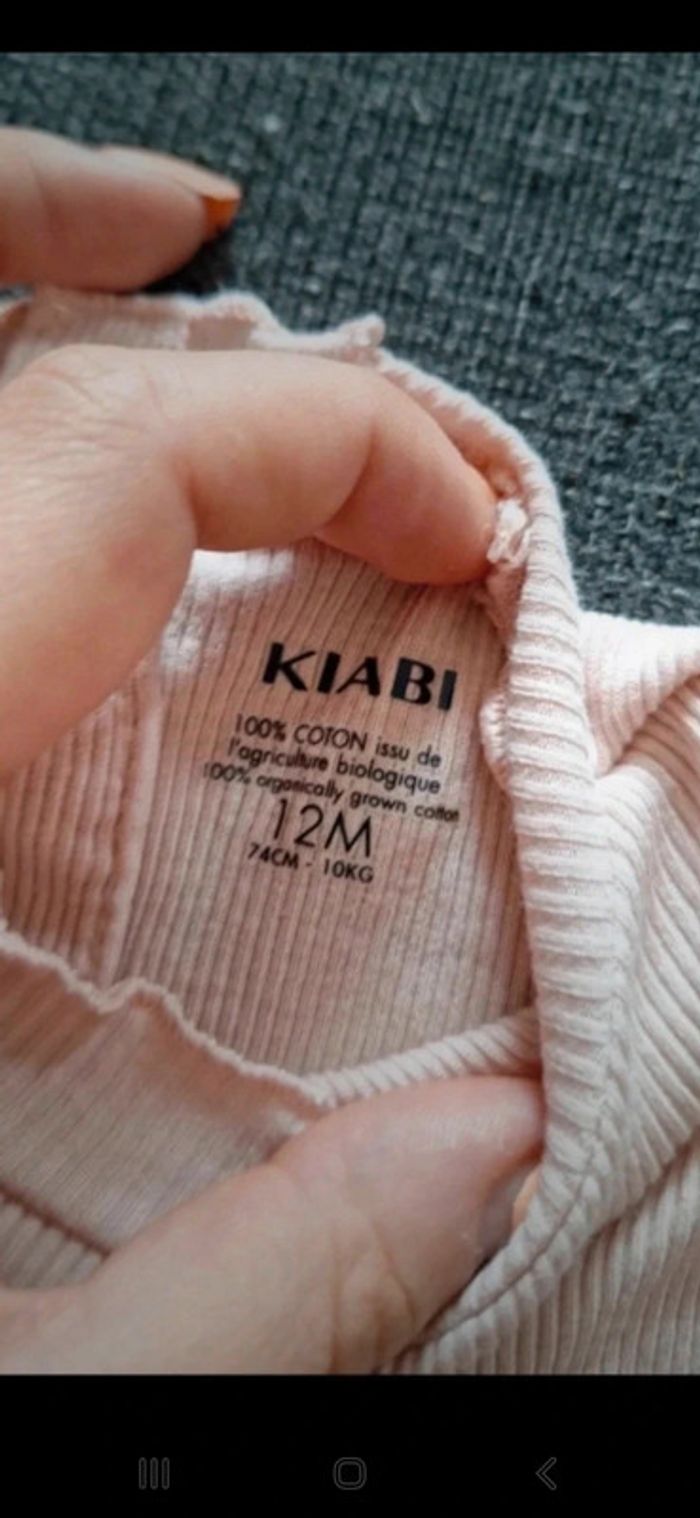 KIABI
100% COTON issu de
l'agriculture biologique
100% organically grown cotton
12M
74CM - 10KG